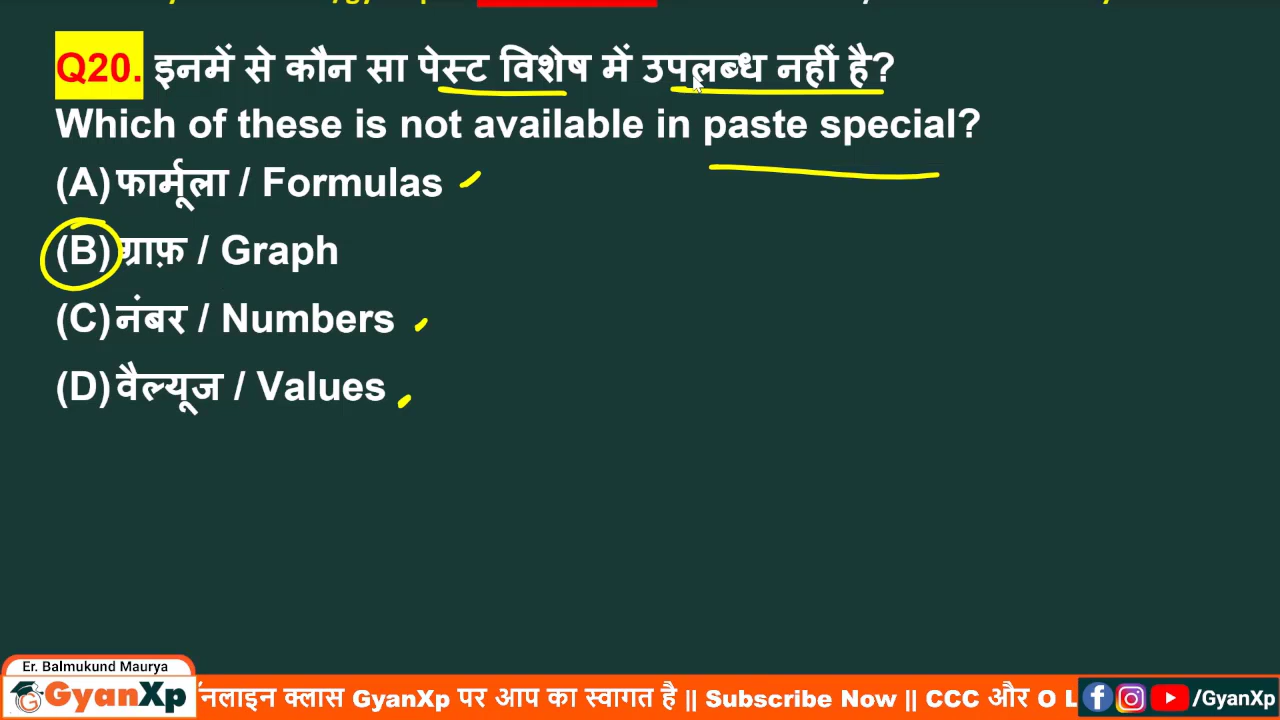 Q20. इनमें से कौन सा पेस्ट विशेष में उपलब्ध नहीं है?
Which of these is not available in paste special?
(A) फार्मूला / Formulas
(B) ग्राफ़ / Graph
(C) नंबर / Numbers
(D) वैल्यूज / Values
Er. Balmukund Maurya
GyanXp
नलाइन क्लास GyanXp पर आप का स्वागत है || Subscribe Now || CCC और O L
/GyanXp